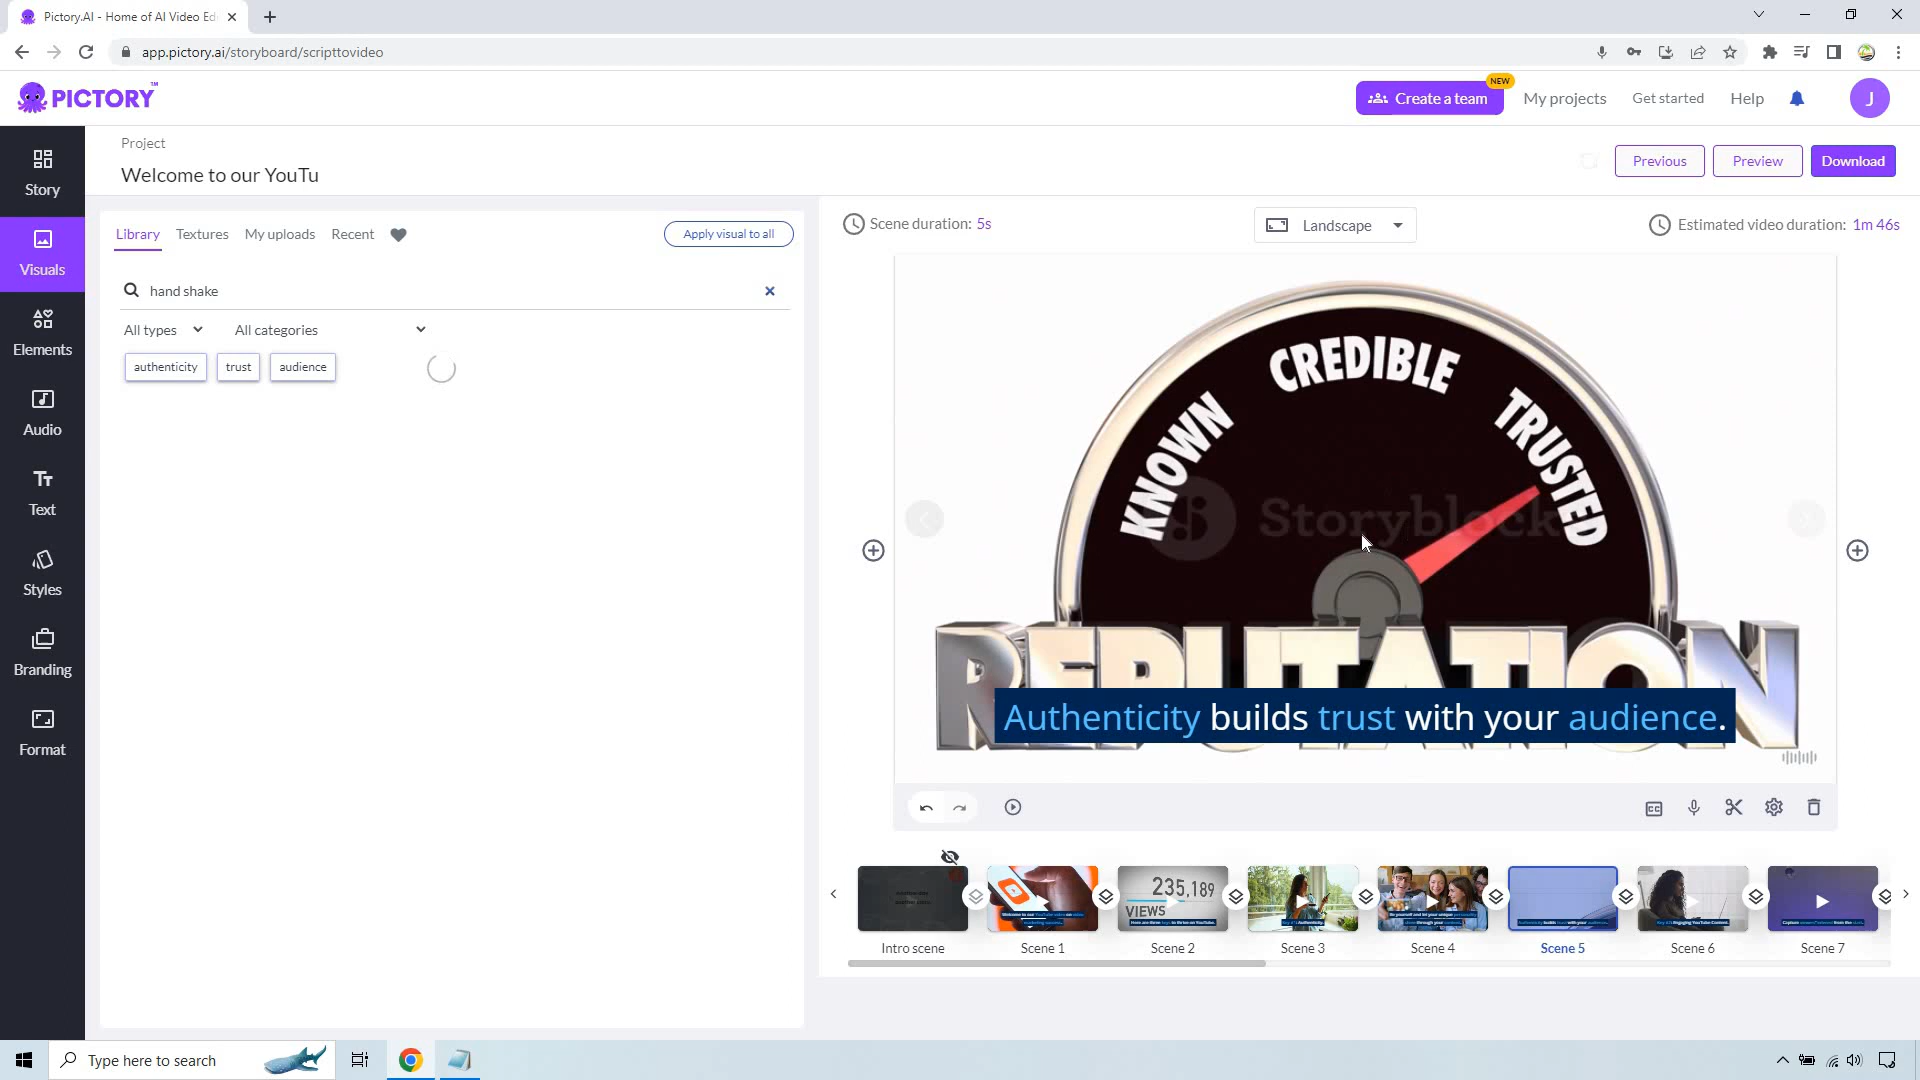 Pictory.AI - Home of AI Video Ed
app.pictory.ai/storyboard/scripttovideo
PICTORY
TM
NEW
Create a team
My projects
Get started
Help
J
Project
Welcome to our YouTu
Previous
Preview
Download
Story
Visuals
Elements
Audio
Text
Styles
Branding
Format
Library
Textures
My uploads
Recent
Apply visual to all
hand shake
All types
All categories
authenticity
trust
audience
Scene duration: 5s
Landscape
Estimated video duration: 1m 46s
KNOWN
CREDIBLE
TRUSTED
Storyblock
REPUTATION
Authenticity builds trust with your audience.
CC
235,189
VIEWS
Intro scene
Scene 1
Scene 2
Scene 3
Scene 4
Scene 5
Scene 6
Scene 7
Type here to search